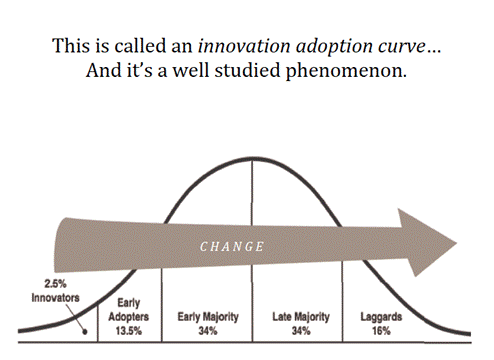 This is called an innovation adoption curve…
And it's a well studied phenomenon.
CHANGE
2.5%
Innovators
Early
Adopters
13.5%
Early Majority
34%
Late Majority
34%
Laggards
16%